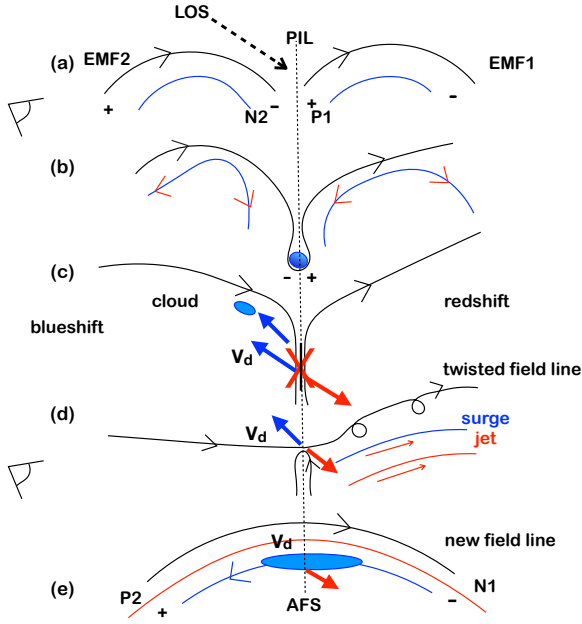 LOS
PIL
(a) EMF2 EMF1
+ N2 - + P1 -
(b)
- +
(c)
cloud redshift
blueshift
Vd
twisted field line
(d)
Vd surge
jet
Vd new field line
(e) P2 N1
+ AFS -